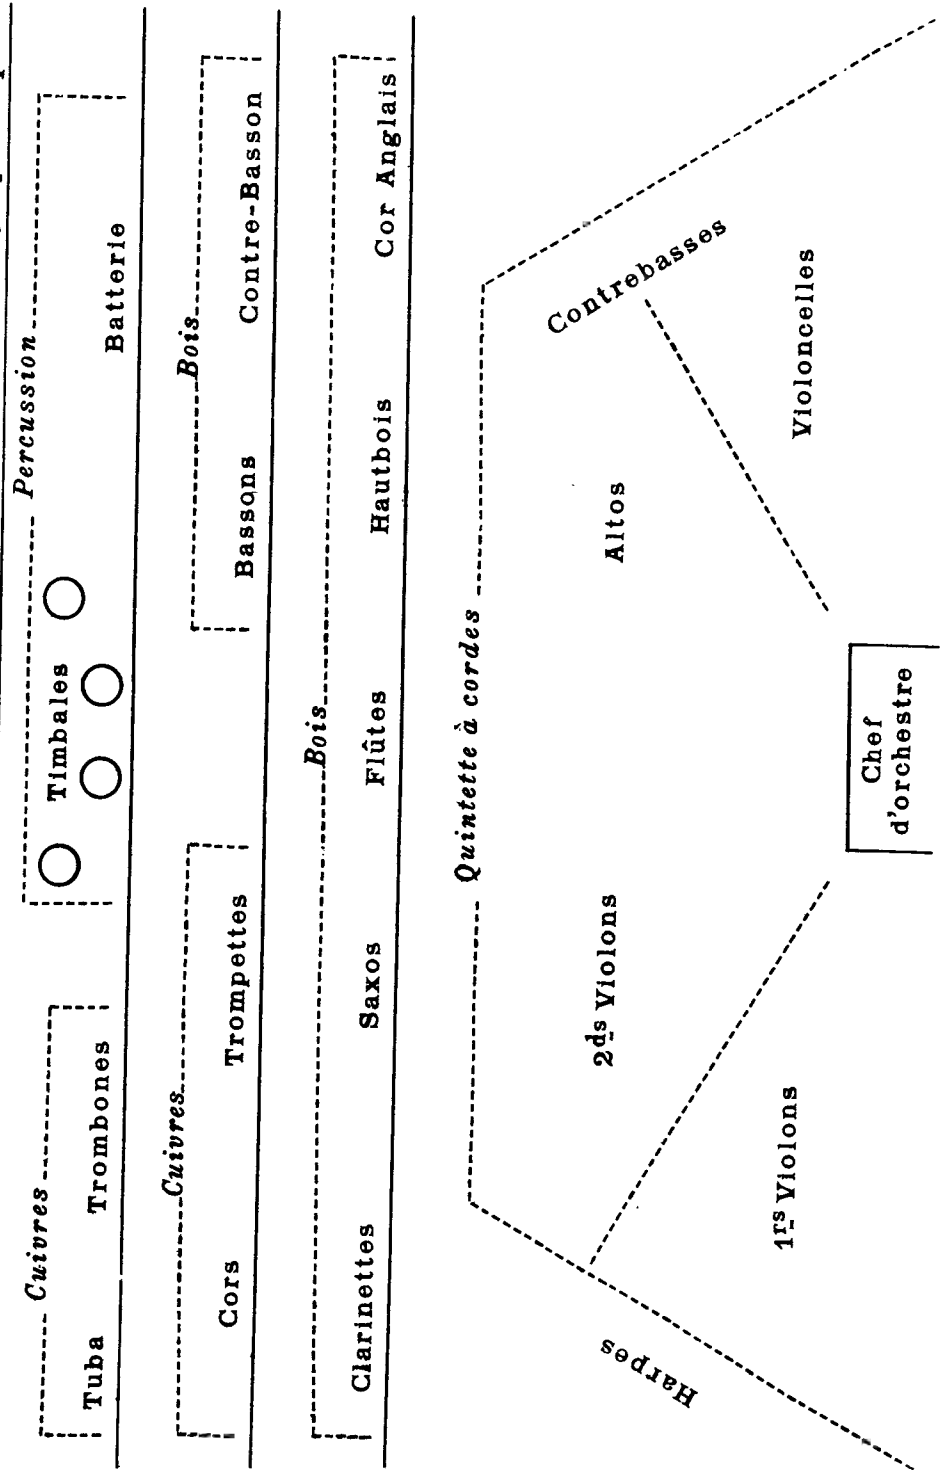 Cuivres
Tuba Trombones
Percussion
Timbales
Batterie
Cuivres
Cors Trompettes
Bois
Bassons Contre-Basson
Bois
Clarinettes Saxos Flûtes Hautbois Cor Anglais
Quintette à cordes
Harpes
1rs Violons
2ds Violons
Altos
Contrebasses
Violoncelles
Chef
d'orchestre